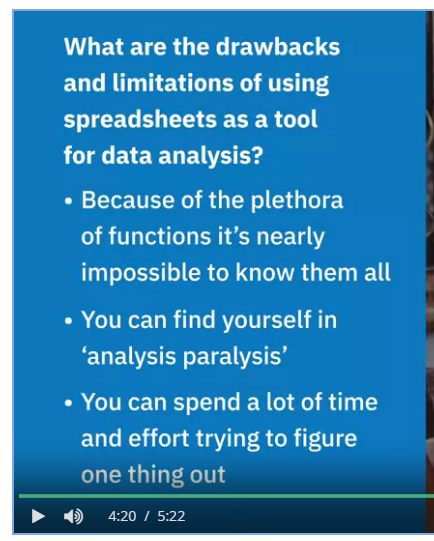 What are the drawbacks
and limitations of using
spreadsheets as a tool
for data analysis?
• Because of the plethora
of functions it’s nearly
impossible to know them all
• You can find yourself in
‘analysis paralysis’
• You can spend a lot of time
and effort trying to figure
one thing out
4:20 / 5:22